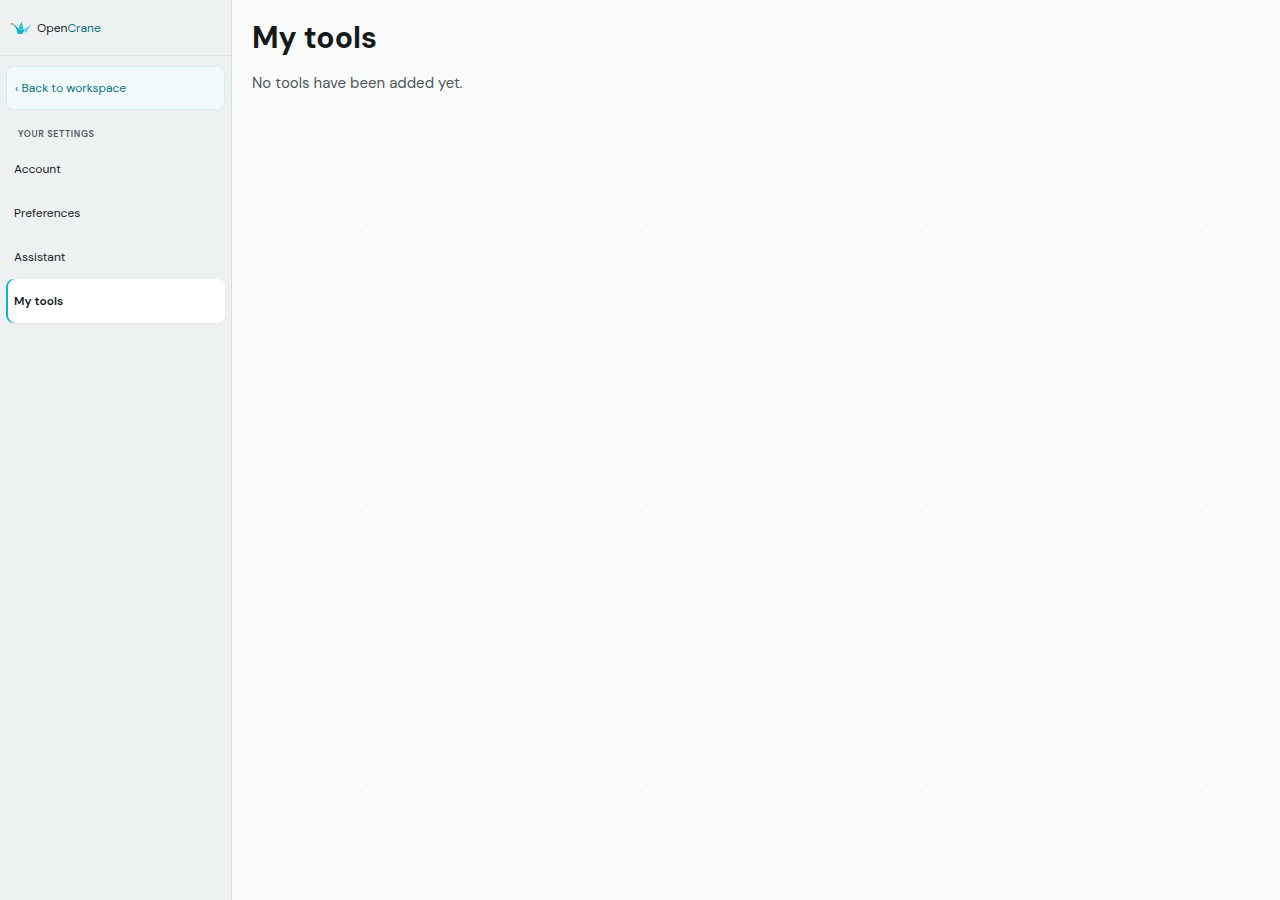 OpenCrane
‹ Back to workspace
YOUR SETTINGS
Account
Preferences
Assistant
My tools
My tools
No tools have been added yet.